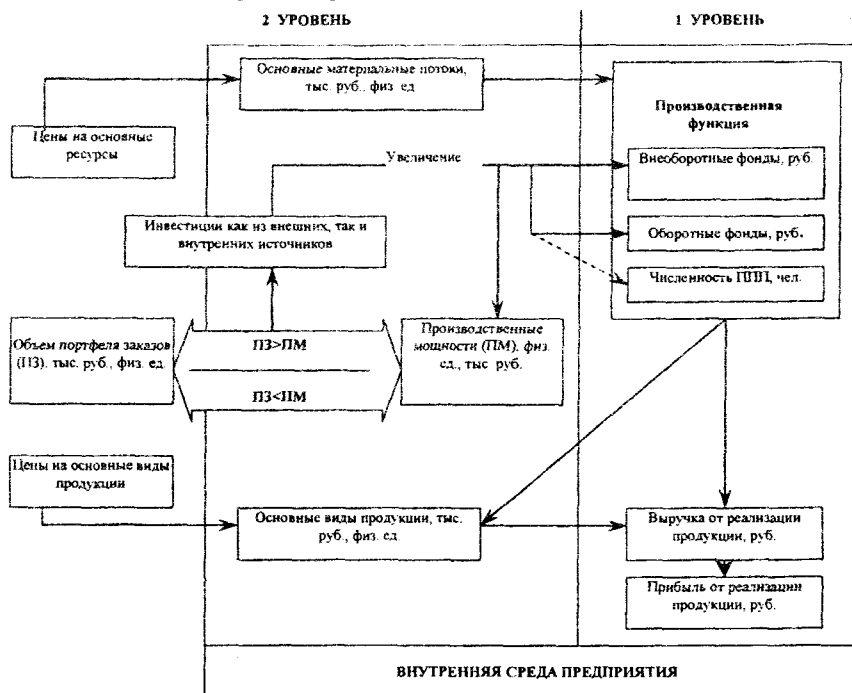 2 УРОВЕНЬ
1 УРОВЕНЬ
Основные материальные потоки,
тыс. руб., физ. ед
Производственная
функция
Цены на основные
ресурсы
Увеличение
Внеоборотные фонды, руб.
Инвестиции как из внешних, так и
внутренних источников
Оборотные фонды, руб.
Численность ППП, чел.
Объем портфеля заказов
(ПЗ). тыс. руб., физ. ед.
ПЗ>ПМ
ПЗ<ПМ
Производственные
мощности (ПМ). физ.
ед., тыс руб.
Цены на основные виды
продукции
Основные виды продукции, тыс.
руб., физ. ед.
Выручка от реализации
продукции, руб.
Прибыль от реализации
продукции, руб.
ВНУТРЕННЯЯ СРЕДА ПРЕДПРИЯТИЯ